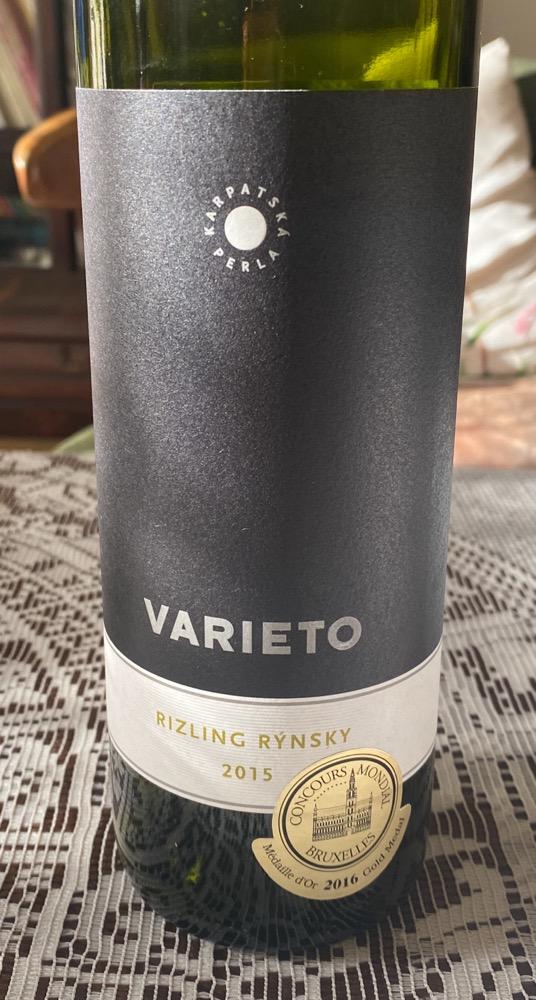 KARPATSKÁ
PERLA
VARIETO
RIZLING RÝNSKY
2015
CONCOURS MONDIAL
BRUXELLES
Médaille d'Or 2016 Gold Medal